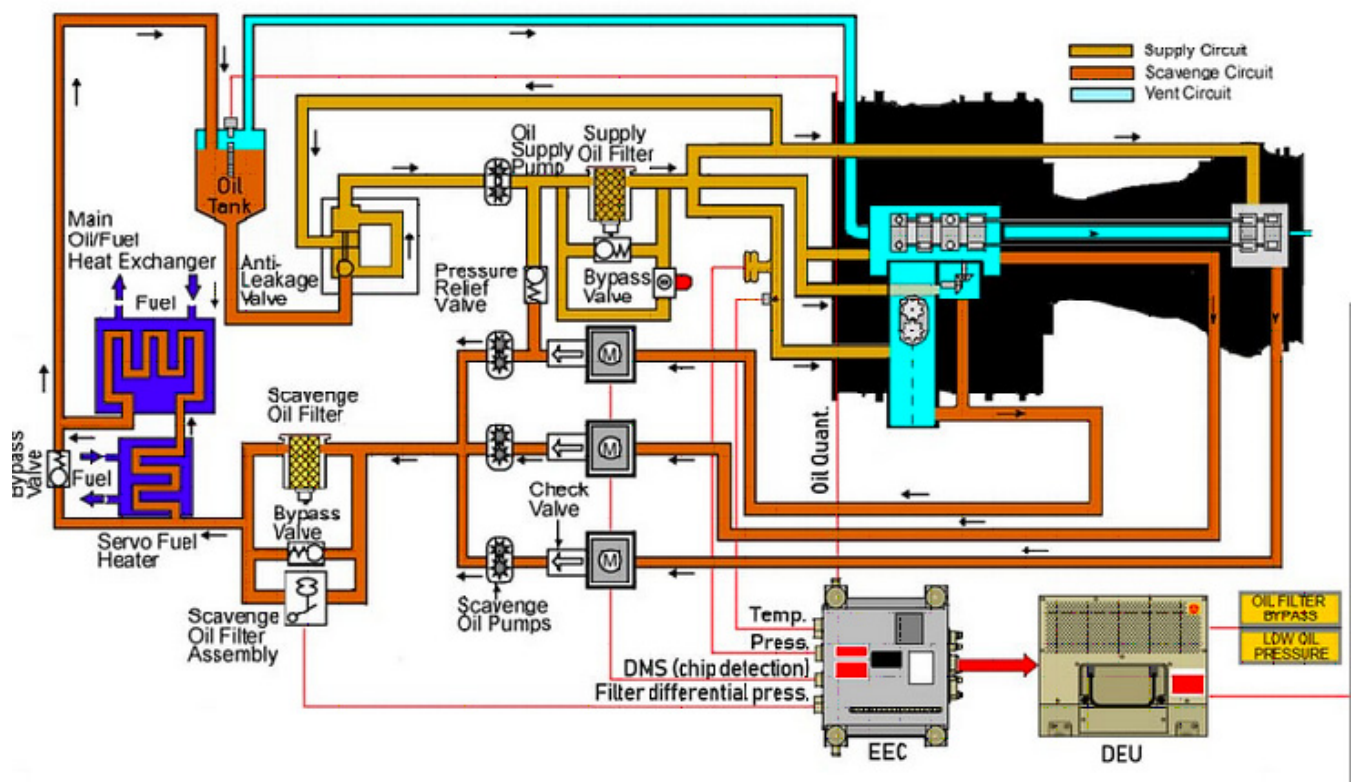 Supply Circuit
Scavenge Circuit
Vent Circuit
Oil
Supply
Pump
Supply
Oil Filter
Oil
Tank
Main
Oil/Fuel
Heat Exchanger
Fuel
Anti-
Leakage
Valve
Pressure
Relief
Valve
Bypass
Valve
M
Scavenge
Oil Filter
M
Bypass
Valve
Fuel
Servo Fuel
Heater
Bypass
Valve
Check
Valve
M
Scavenge
Oil Pumps
Scavenge
Oil Filter
Assembly
Oil Quant.
Temp.
Press.
DMS (chip detection)
Filter differential press.
EEC
DEU
OIL FILTER
BYPASS
LOW OIL
PRESSURE